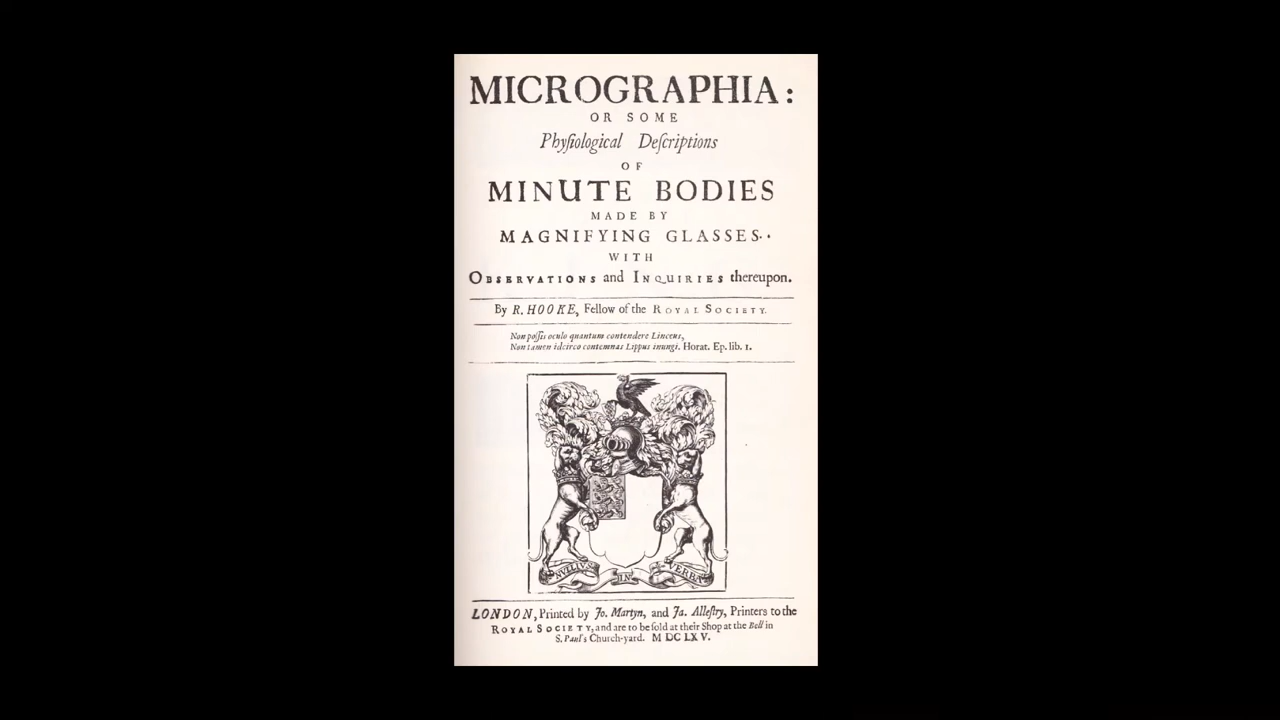 MICROGRAPHIA:
OR SOME
Phyſiological Deſcriptions
OF
MINUTE BODIES
MADE BY
MAGNIFYING GLASSES.
WITH
OBSERVATIONS and INQUIRIES thereupon.
By R. HOOKE, Fellow of the ROYAL SOCIETY.
Non poſſis oculo quantum contendere Linceus,
Non tamen idcirco contemnas Lippus inungi. Horat. Ep. lib. 1.
NULLIUS IN VERBA
LONDON, Printed by Jo. Martyn, and Ja. Alleſtry, Printers to the
ROYAL SOCIETY, and are to be ſold at their Shop at the Bell in
S. Paul's Church-yard. M DC LX V.